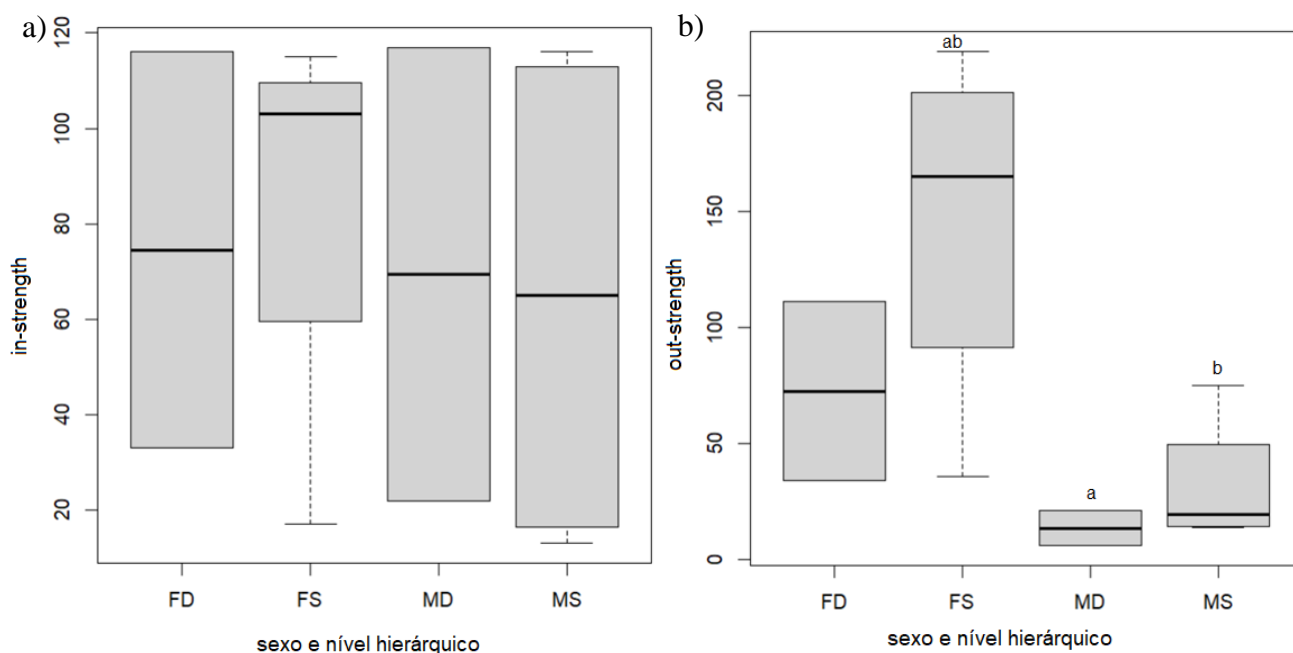 a)
in-strength
120
100
80
60
40
20
FD FS MD MS
sexo e nível hierárquico
b)
out-strength
200
150
100
50
0
ab
a
b
FD FS MD MS
sexo e nível hierárquico